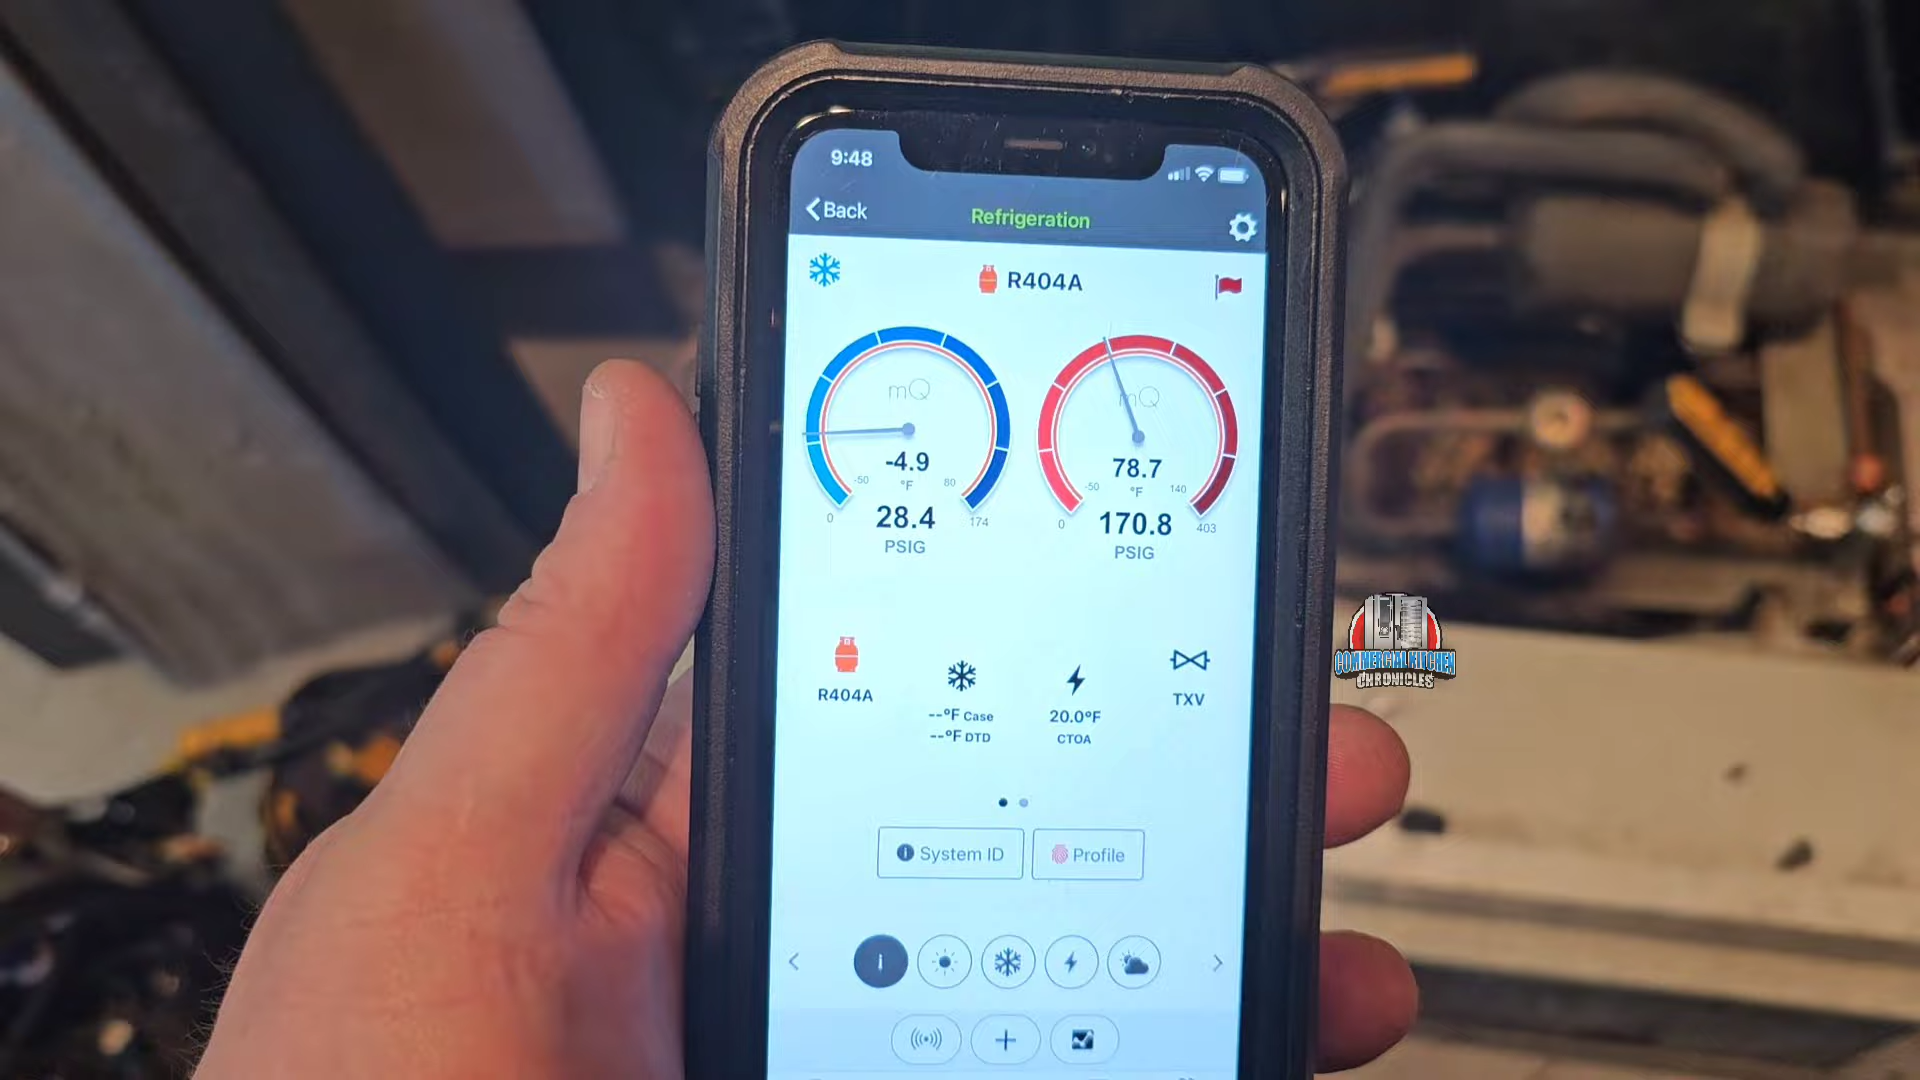 9:48
Back
Refrigeration
R404A
mQ
mQ
-4.9
°F
-50
80
28.4
PSIG
0
174
78.7
°F
-50
140
170.8
PSIG
0
403
R404A
--°F Case
--°F DTD
20.0°F
CTOA
TXV
System ID
Profile
COMMERCIAL KITCHEN
CHRONICLES